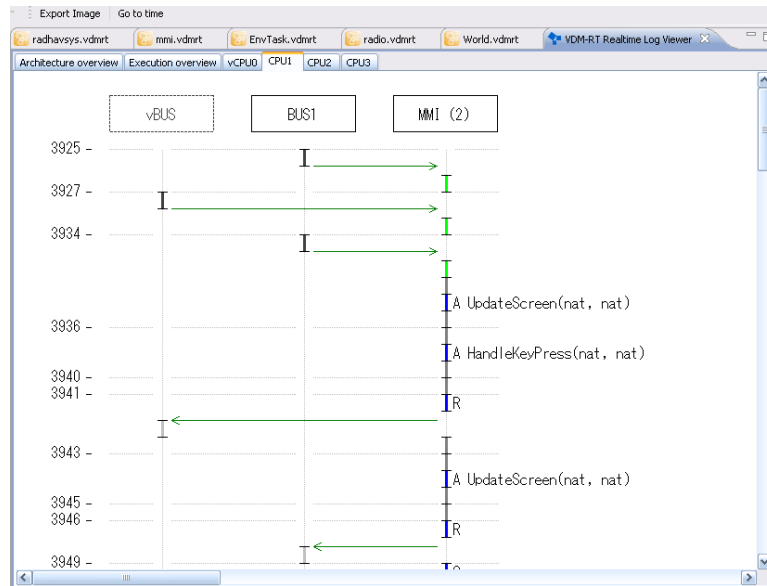 Export Image Go to time
radhavsys.vdmrt mmi.vdmrt EnvTask.vdmrt radio.vdmrt World.vdmrt VDM-RT Realtime Log Viewer
Architecture overview Execution overview vCPU0 CPU1 CPU2 CPU3
vBUS BUS1 MMI (2)
3925
3927
3934
A UpdateScreen(nat, nat)
3936
A HandleKeyPress(nat, nat)
3940
3941
R
3943
A UpdateScreen(nat, nat)
3945
3946
R
3949